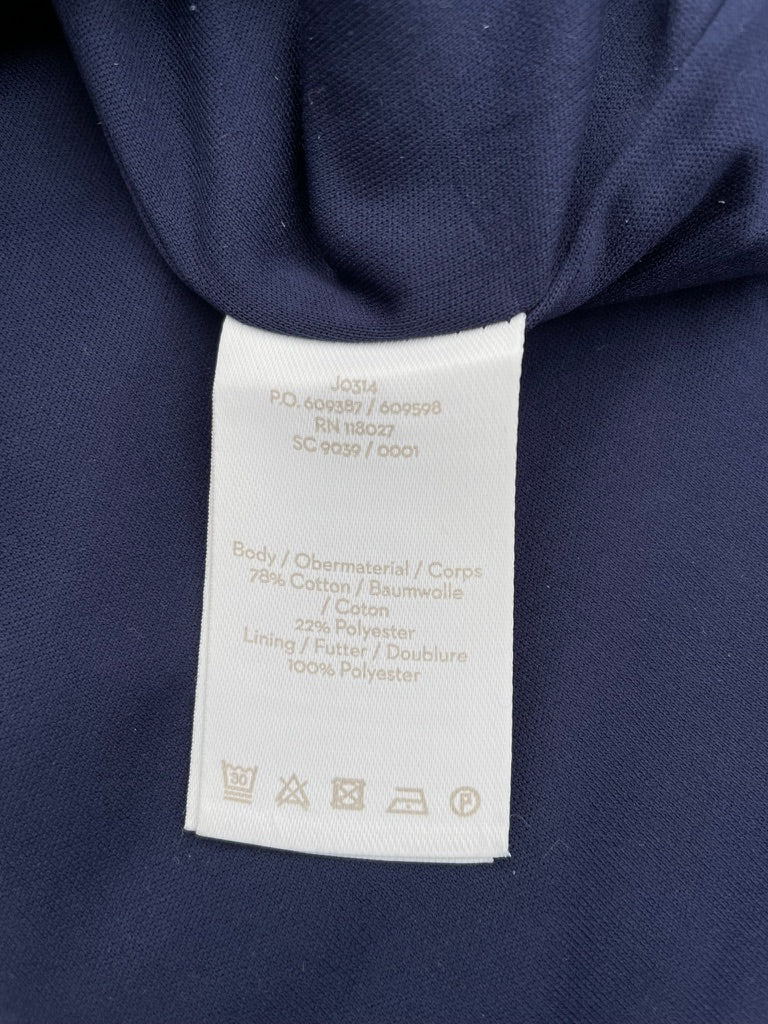 J0314
P.O. 609387 / 609598
RN 118027
SC 9039 / 0001
Body / Obermaterial / Corps
78% Cotton / Baumwolle
/ Coton
22% Polyester
Lining / Futter / Doublure
100% Polyester
30
P